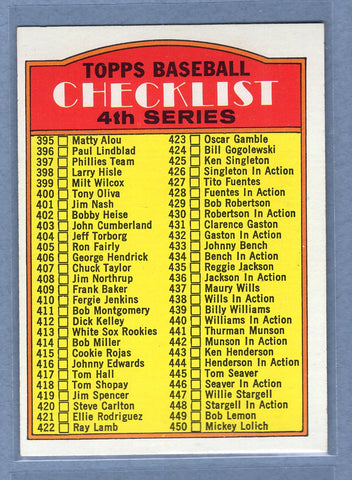 TOPPS BASEBALL
CHECKLIST
4th SERIES
395 Matty Alou
396 Paul Lindblad
397 Phillies Team
398 Larry Hisle
399 Milt Wilcox
400 Tony Oliva
401 Jim Nash
402 Bobby Heise
403 John Cumberland
404 Jeff Torborg
405 Ron Fairly
406 George Hendrick
407 Chuck Taylor
408 Jim Northrup
409 Frank Baker
410 Fergie Jenkins
411 Bob Montgomery
412 Dick Kelley
413 White Sox Rookies
414 Bob Miller
415 Cookie Rojas
416 Johnny Edwards
417 Tom Hall
418 Tom Shopay
419 Jim Spencer
420 Steve Carlton
421 Ellie Rodriguez
422 Ray Lamb
423 Oscar Gamble
424 Bill Gogolewski
425 Ken Singleton
426 Singleton In Action
427 Tito Fuentes
428 Fuentes In Action
429 Bob Robertson
430 Robertson In Action
431 Clarence Gaston
432 Gaston In Action
433 Johnny Bench
434 Bench In Action
435 Reggie Jackson
436 Jackson In Action
437 Maury Wills
438 Wills In Action
439 Billy Williams
440 Williams In Action
441 Thurman Munson
442 Munson In Action
443 Ken Henderson
444 Henderson In Action
445 Tom Seaver
446 Seaver In Action
447 Willie Stargell
448 Stargell In Action
449 Bob Lemon
450 Mickey Lolich